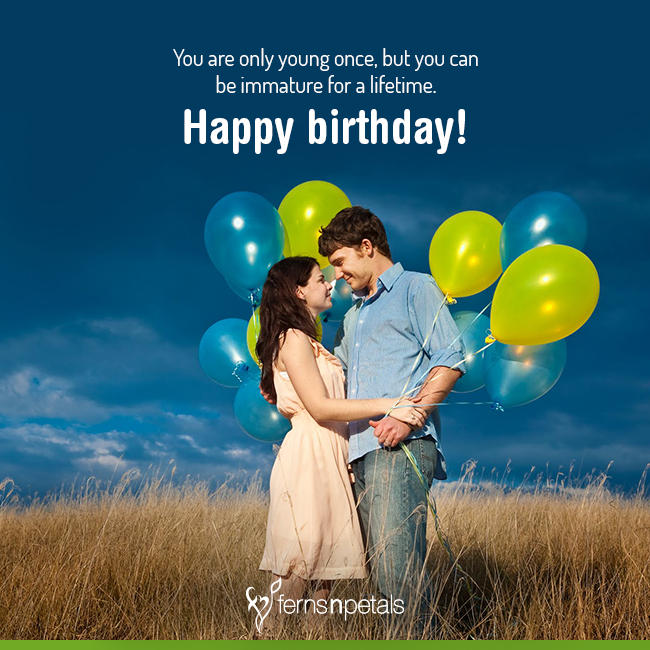 You are only young once, but you can
be immature for a lifetime.
Happy birthday!
fernsnpetals